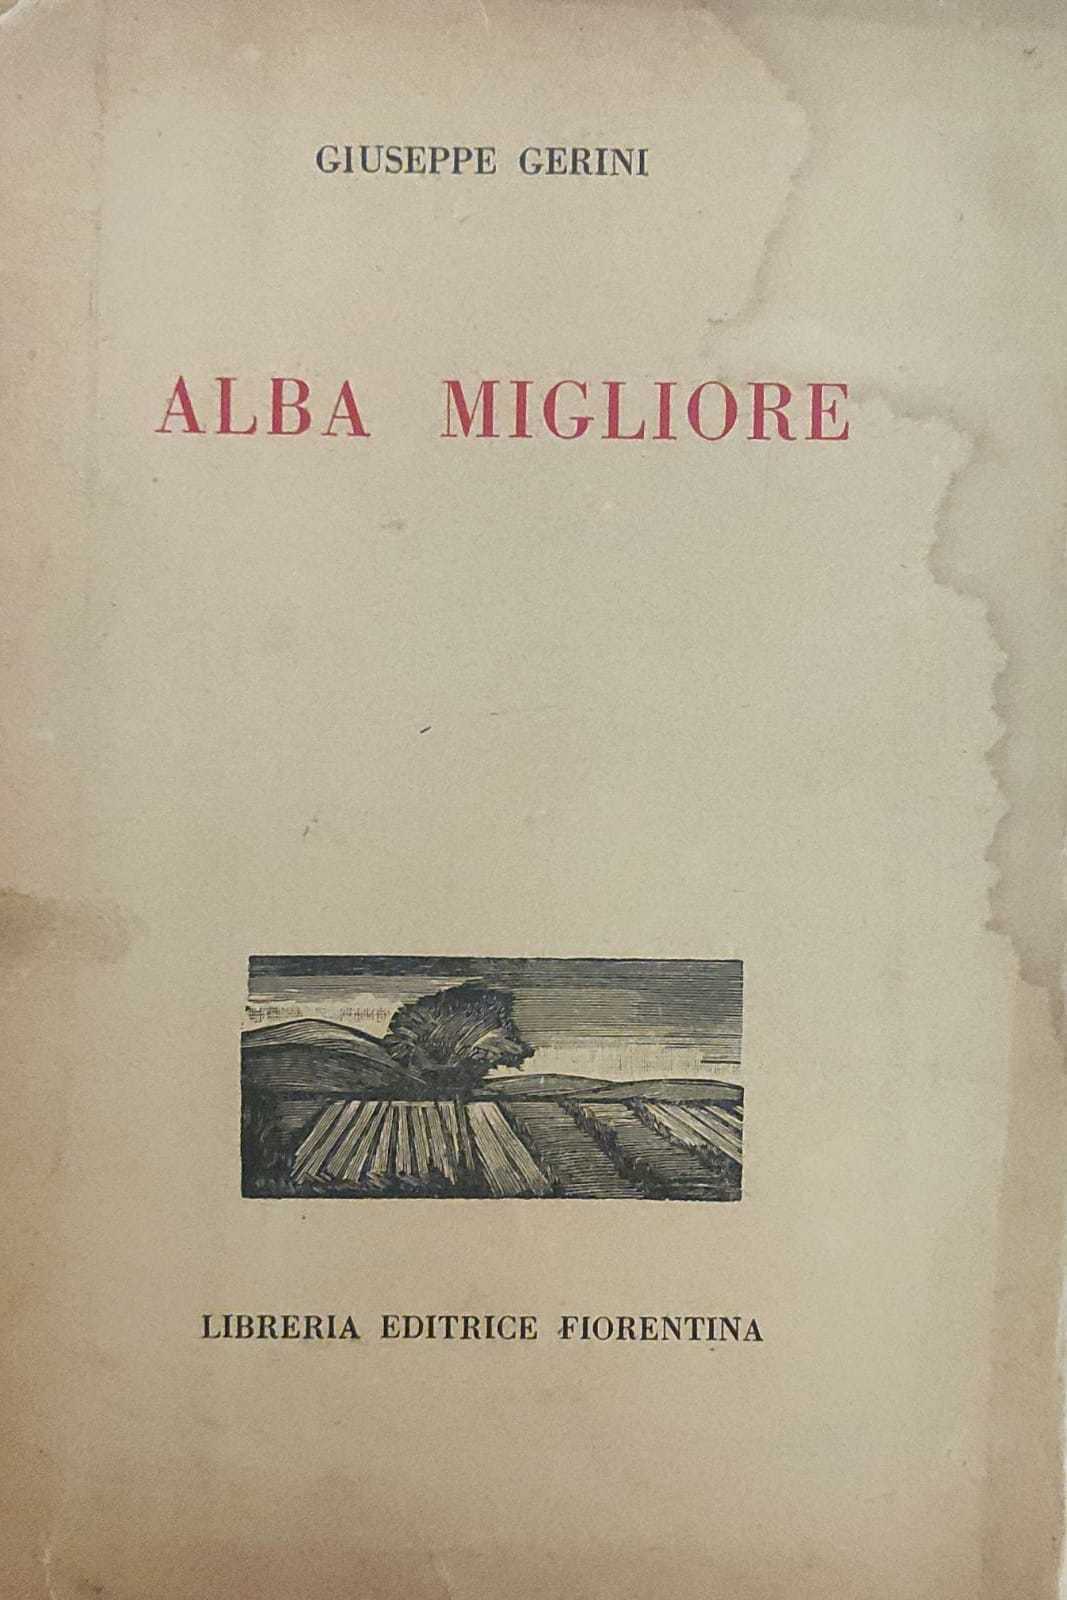 GIUSEPPE GERINI
ALBA MIGLIORE
LIBRERIA EDITRICE FIORENTINA